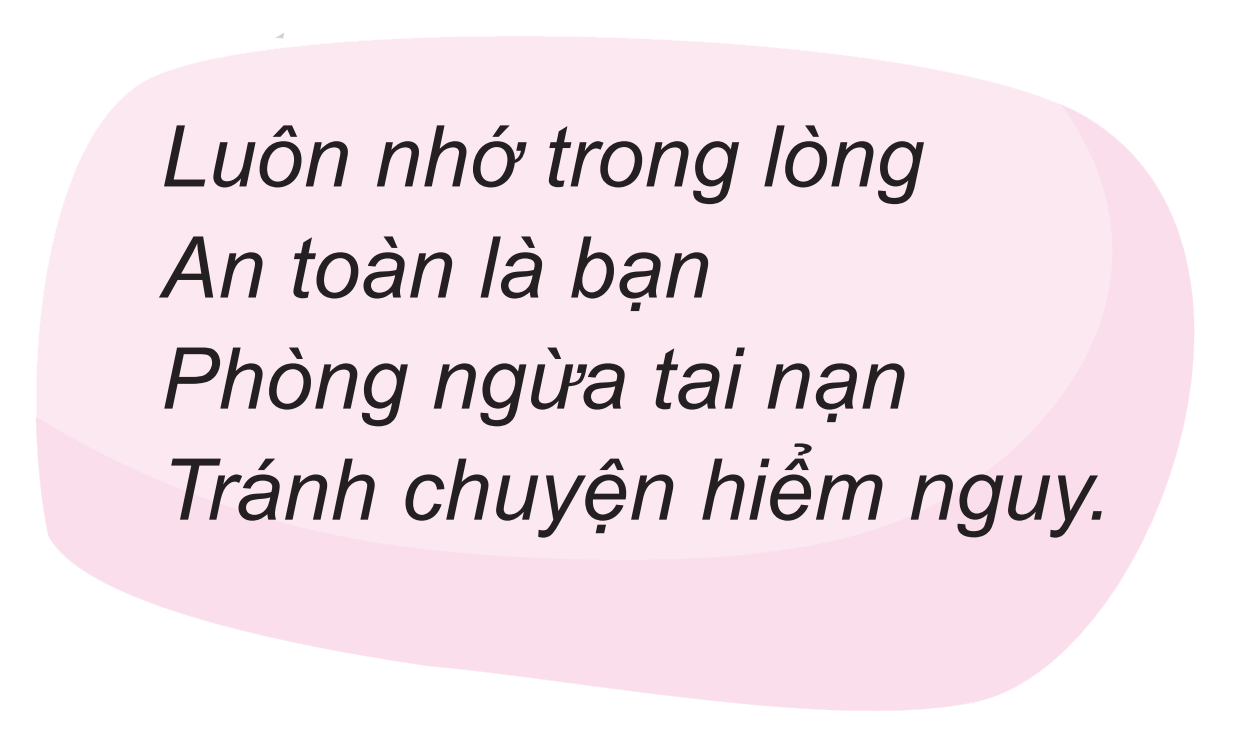 Luôn nhớ trong lòng
An toàn là bạn
Phòng ngừa tai nạn
Tránh chuyện hiểm nguy.